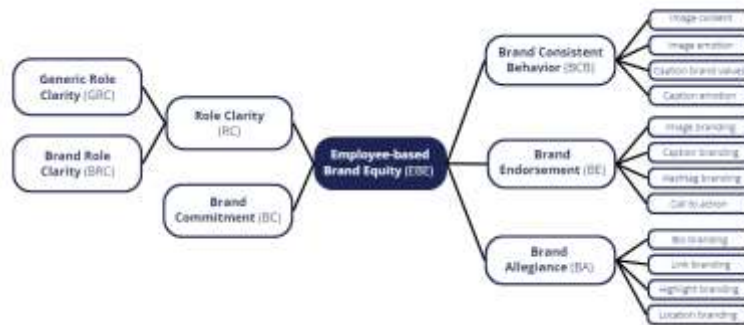 Generic Role
Clarity (GRC)
Brand Role
Clarity (BRC)
Role Clarity
(RC)
Brand
Commitment (BC)
Employee-based
Brand Equity (EBE)
Brand Consistent
Behavior (BCB)
Brand
Endorsement (BE)
Brand
Allegiance (BA)
Image content
Image emotion
Caption brand values
Caption emotion
Image branding
Caption branding
Hashtag branding
Call to action
Bio branding
Link branding
Highlight branding
Location branding